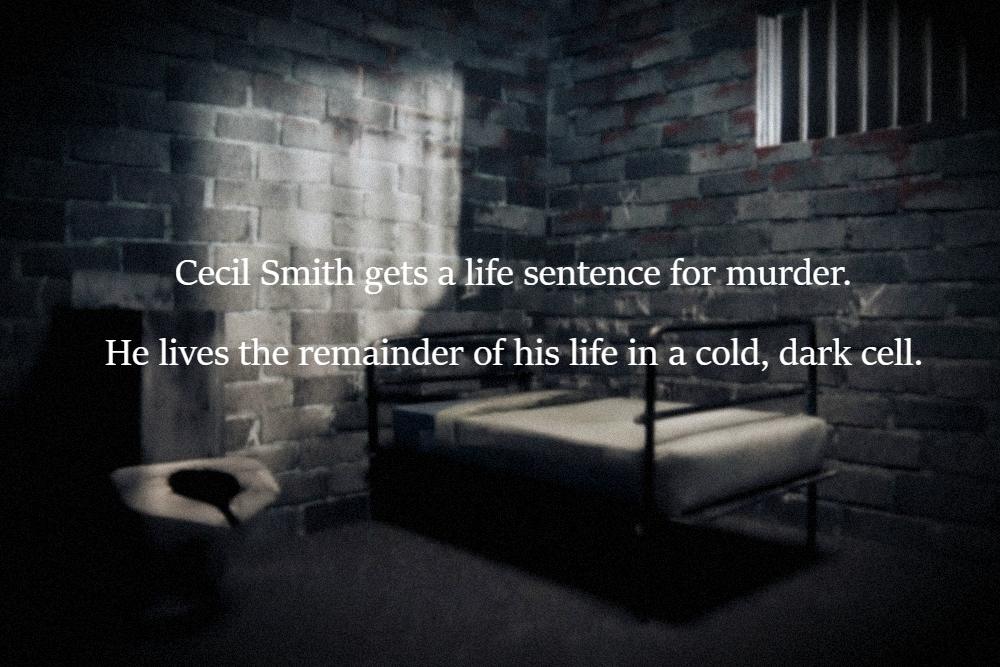 Cecil Smith gets a life sentence for murder.
He lives the remainder of his life in a cold, dark cell.